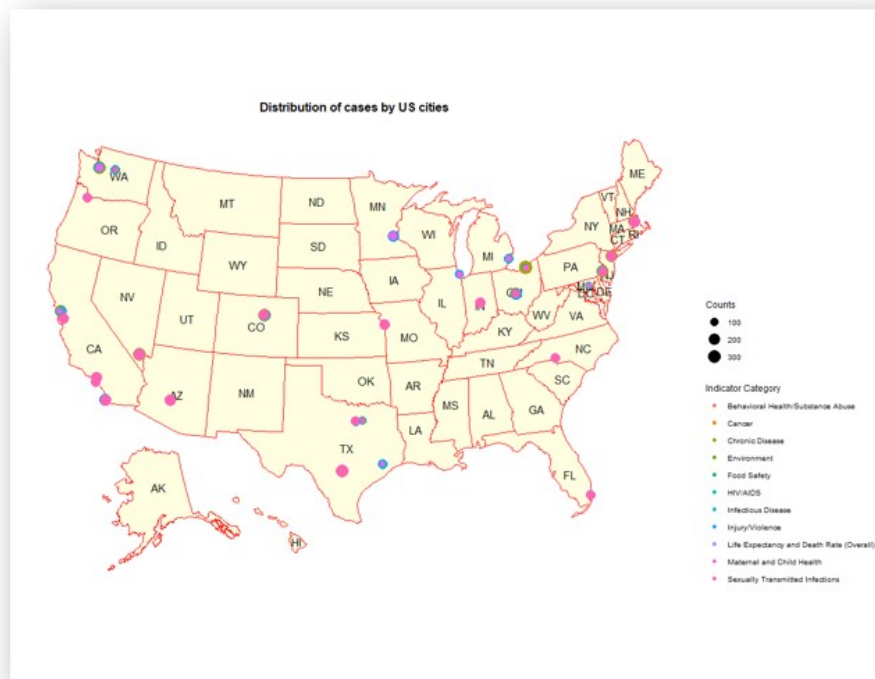 Distribution of cases by US cities
WA
MT
ND
MN
ME
VT
NH
OR
ID
WY
SD
WI
MI
NY
MA
RI
CT
NV
UT
CO
NE
IA
IL
PA
CA
KS
MO
KY
WV
VA
AZ
NM
OK
AR
TN
NC
SC
TX
LA
MS
AL
GA
FL
AK
HI
Counts
100
200
300
Indicator Category
Behavioral Health/Substance Abuse
Cancer
Chronic Disease
Environment
Food Safety
HIV/AIDS
Infectious Disease
Injury/Violence
Life Expectancy and Death Rate (Overall)
Maternal and Child Health
Sexually Transmitted Infections